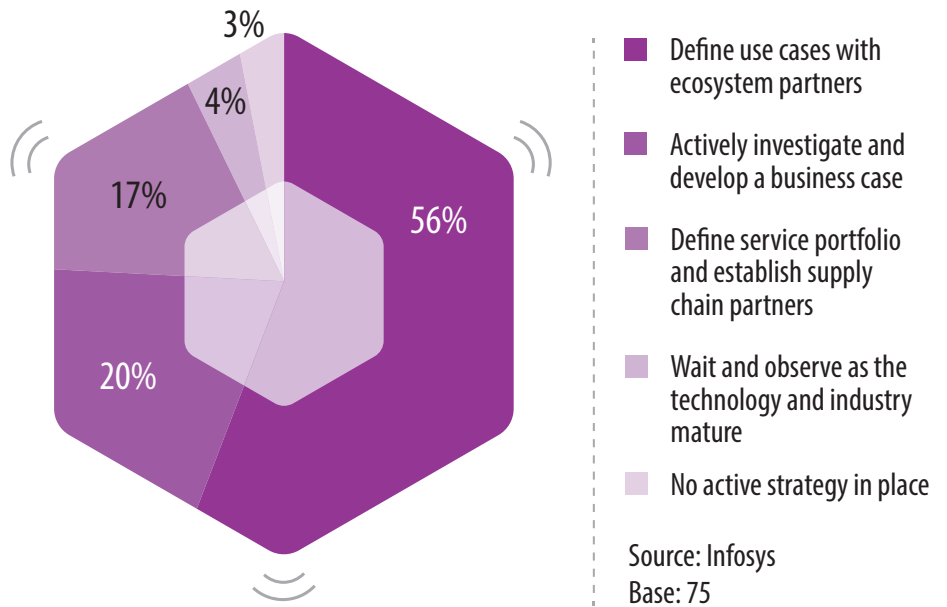 3%
4%
17%
56%
20%
Define use cases with
ecosystem partners
Actively investigate and
develop a business case
Define service portfolio
and establish supply
chain partners
Wait and observe as the
technology and industry
mature
No active strategy in place
Source: Infosys
Base: 75